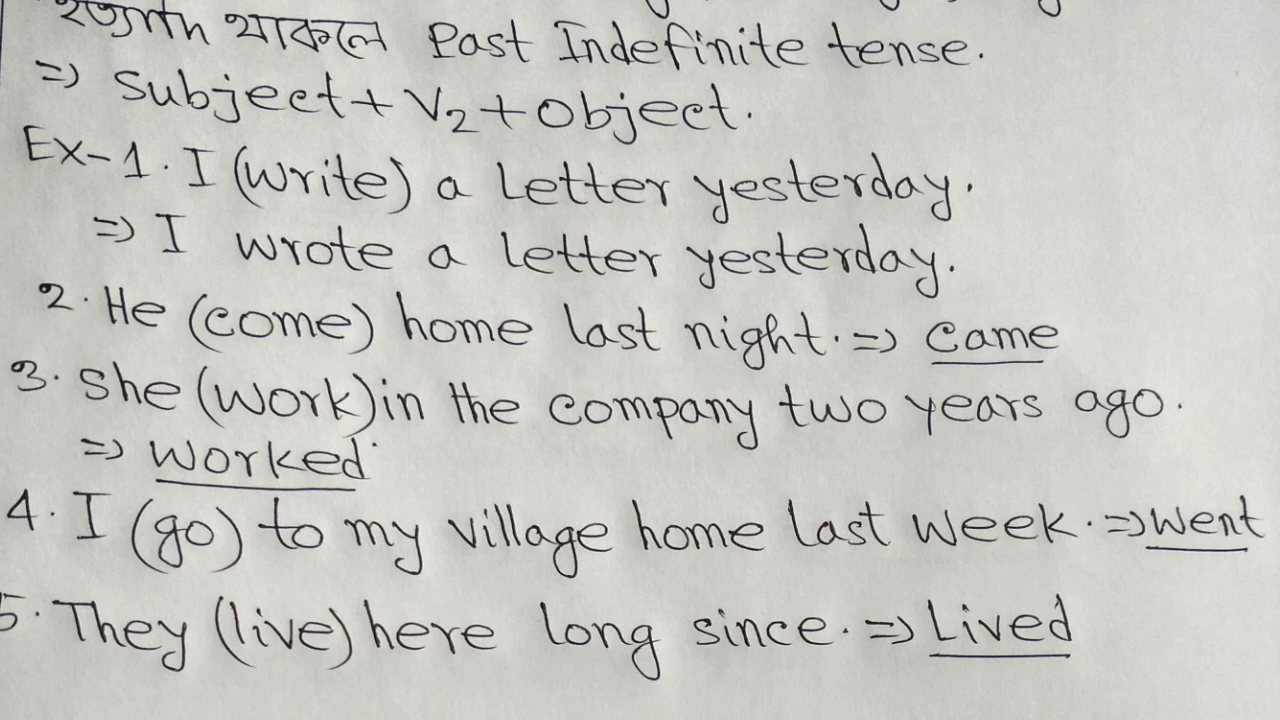 ইত্যাদি থাকলে Past Indefinite tense.
=> Subject + V2 + Object.
Ex-1. I (write) a letter yesterday.
=> I wrote a letter yesterday.
2. He (come) home last night. => came
3. She (work) in the company two years ago.
=> worked
4. I (go) to my village home last week. => went
5. They (live) here long since. => Lived